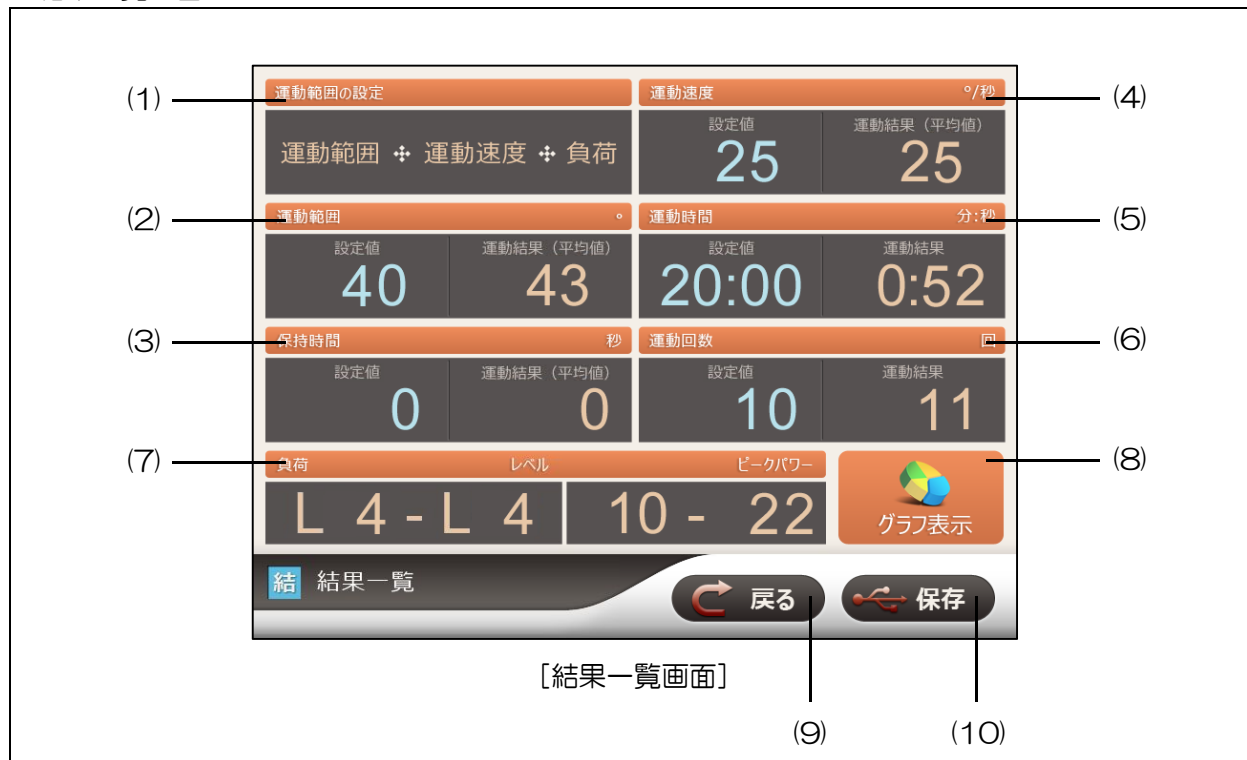 (1)
運動範囲の設定
運動範囲 ✣ 運動速度 ✣ 負荷
運動速度 °/秒
(4)
設定値 運動結果（平均値）
25 25
(2)
運動範囲 °
設定値 運動結果（平均値）
40 43
運動時間 分:秒
(5)
設定値 運動結果
20:00 0:52
(3)
保持時間 秒
設定値 運動結果（平均値）
0 0
運動回数 回
(6)
設定値 運動結果
10 11
(7)
負荷 レベル ピークパワー
L 4 - L 4 10 - 22
(8)
グラフ表示
結 結果一覧
戻る
保存
[結果一覧画面]
(9) (10)